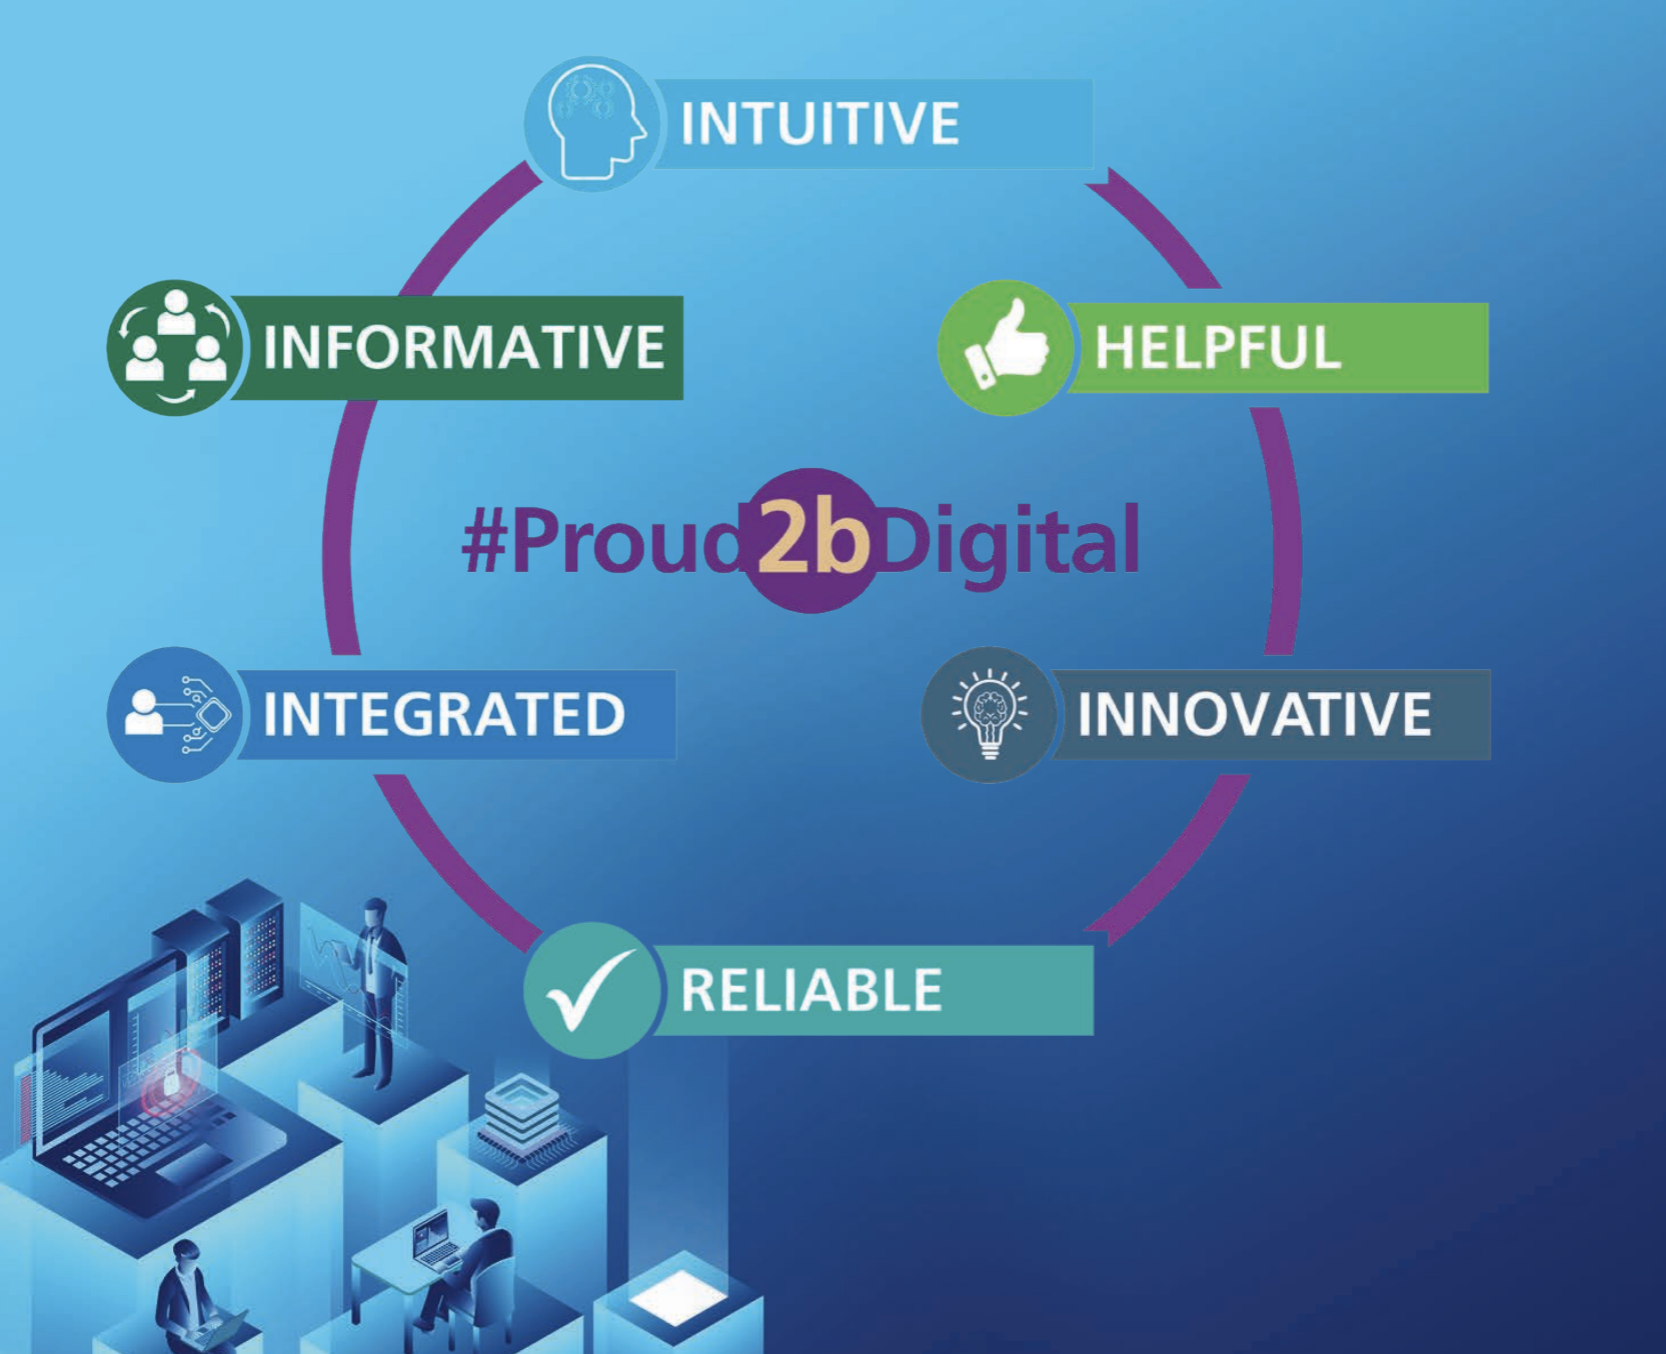 INTUITIVE
INFORMATIVE
HELPFUL
#Proud2bDigital
INTEGRATED
INNOVATIVE
RELIABLE